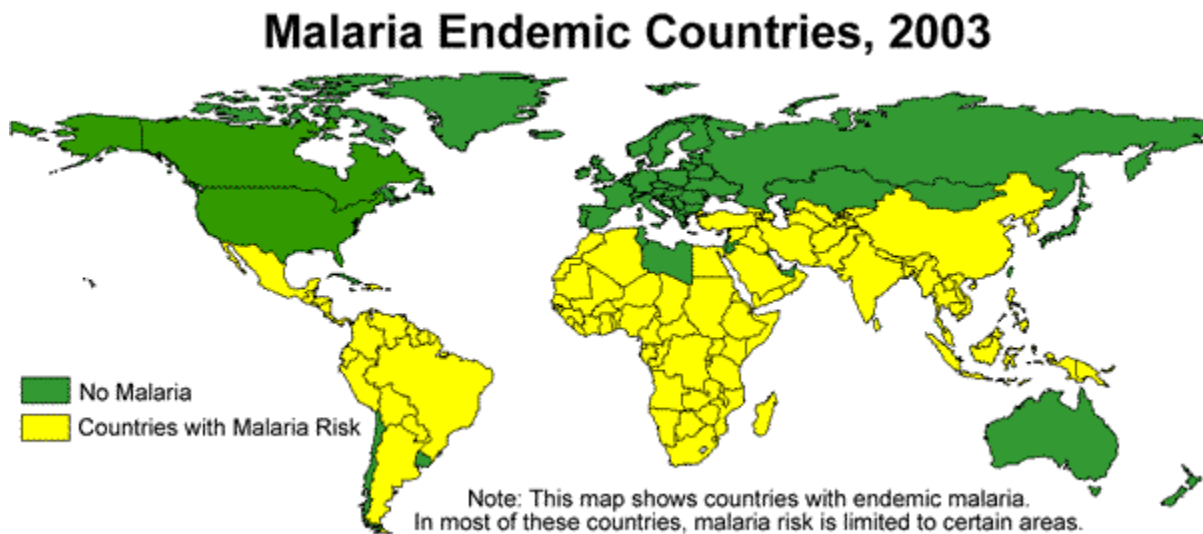 Malaria Endemic Countries, 2003
No Malaria
Countries with Malaria Risk
Note: This map shows countries with endemic malaria.
In most of these countries, malaria risk is limited to certain areas.